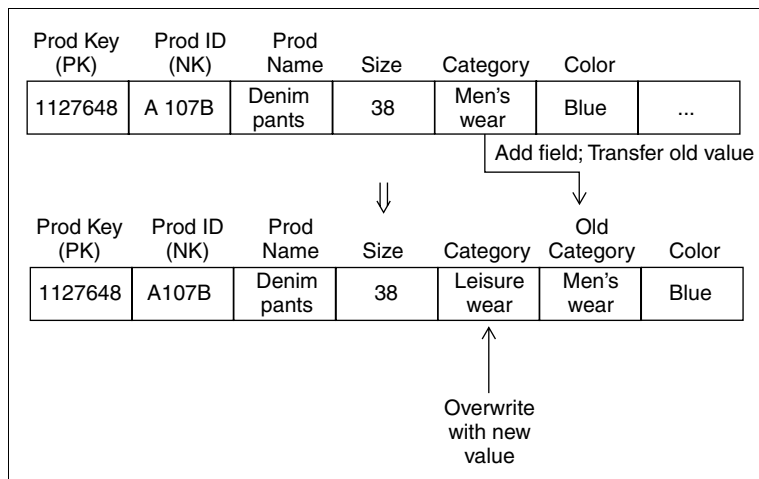 Prod Key (PK) Prod ID (NK) Prod Name Size Category Color
1127648 A 107B Denim pants 38 Men's wear Blue ...
Add field; Transfer old value
⇓
Prod Key (PK) Prod ID (NK) Prod Name Size Category Old Category Color
1127648 A107B Denim pants 38 Leisure wear Men's wear Blue
Overwrite
with new
value